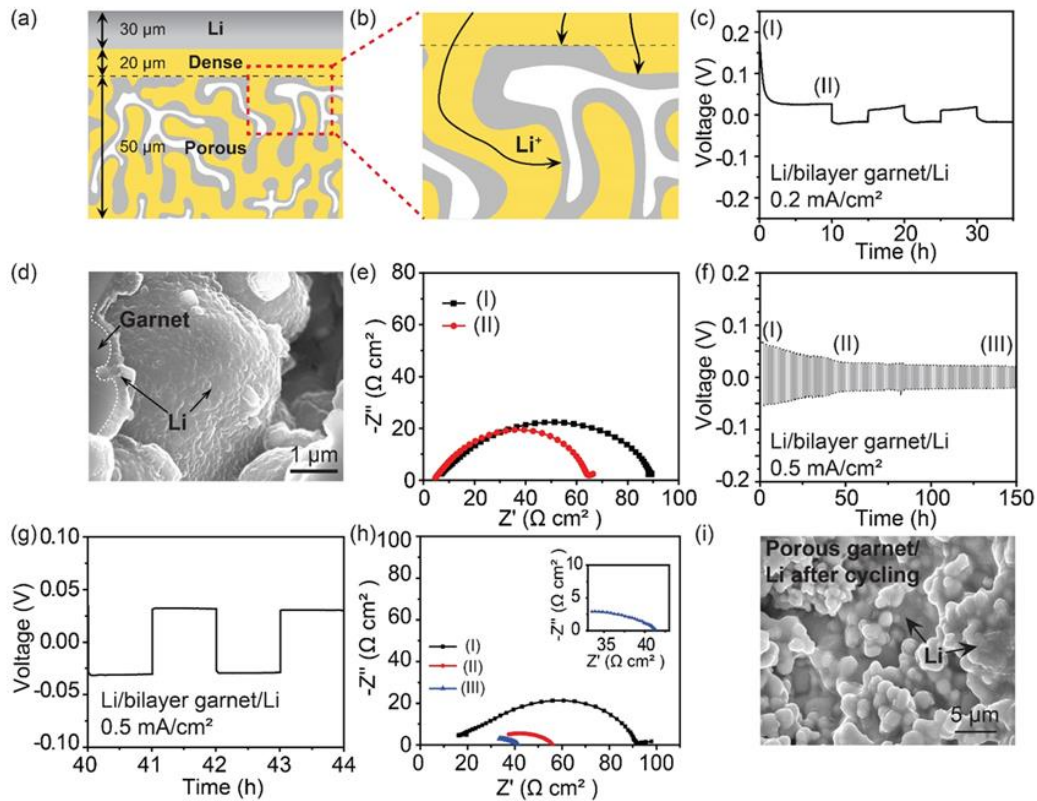 (a)
30 μm
Li
20 μm
Dense
50 μm
Porous
(b)
Li⁺
(c)
0.2
0.1
0.0
-0.1
-0.2
Voltage (V)
(I)
(II)
Li/bilayer garnet/Li
0.2 mA/cm²
0 10 20 30
Time (h)
(d)
Garnet
Li
1 μm
(e)
80
60
40
20
0
-Z'' (Ω cm²)
(I)
(II)
0 20 40 60 80 100
Z' (Ω cm²)
(f)
0.2
0.1
0.0
-0.1
-0.2
Voltage (V)
(I)
(II)
(III)
Li/bilayer garnet/Li
0.5 mA/cm²
0 50 100 150
Time (h)
(g)
0.10
0.05
0.00
-0.05
-0.10
Voltage (V)
Li/bilayer garnet/Li
0.5 mA/cm²
40 41 42 43 44
Time (h)
(h)
100
80
60
40
20
0
-Z'' (Ω cm²)
(I)
(II)
(III)
10
5
0
-Z'' (Ω cm²)
35 40
Z' (Ω cm²)
0 20 40 60 80 100
Z' (Ω cm²)
(i)
Porous garnet/
Li after cycling
Li
5 μm